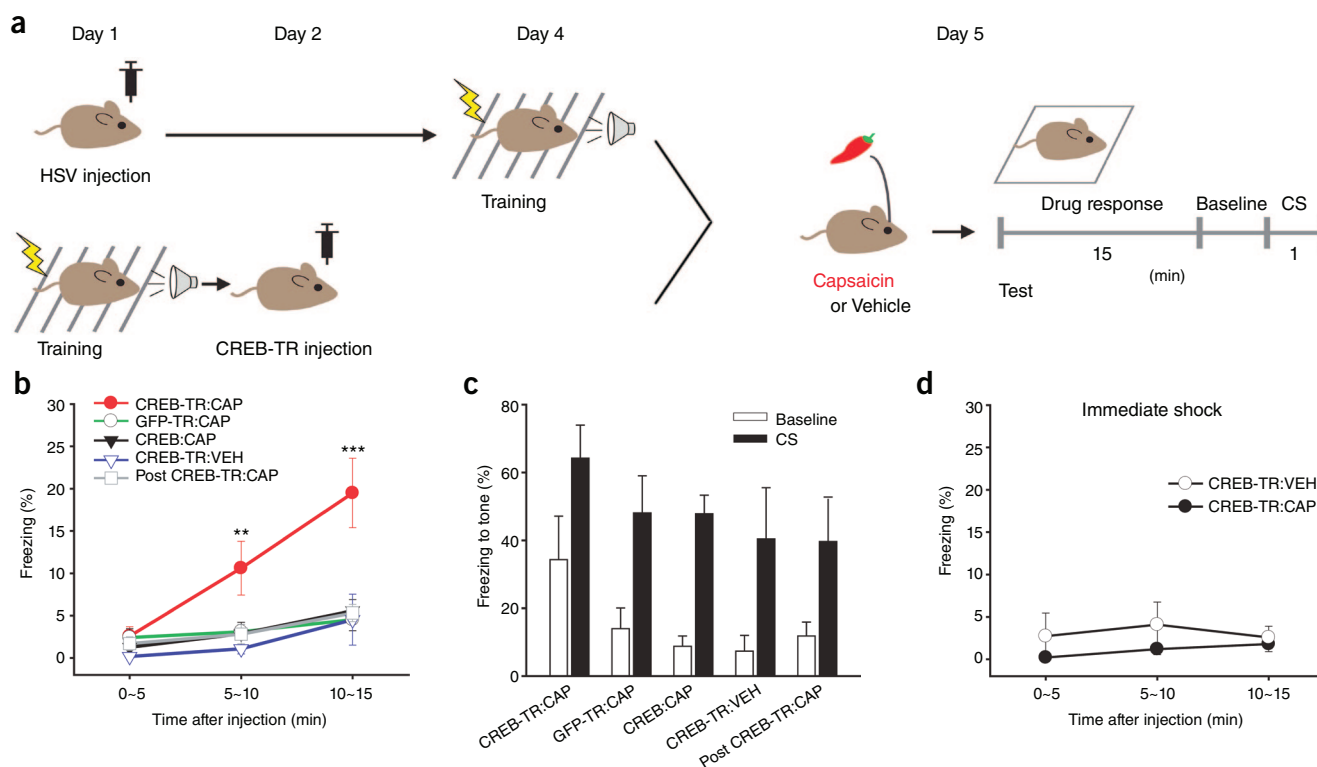 a
Day 1
Day 2
Day 4
Day 5
HSV injection
Training
Training
CREB-TR injection
Capsaicin
or Vehicle
Drug response
Baseline
CS
15
1
(min)
Test
b
CREB-TR:CAP
GFP-TR:CAP
CREB:CAP
CREB-TR:VEH
Post CREB-TR:CAP
**
***
30
25
20
15
10
5
0
Freezing (%)
0~5
5~10
10~15
Time after injection (min)
c
Baseline
CS
80
60
40
20
0
Freezing to tone (%)
CREB-TR:CAP
GFP-TR:CAP
CREB:CAP
CREB-TR:VEH
Post CREB-TR:CAP
d
Immediate shock
CREB-TR:VEH
CREB-TR:CAP
30
25
20
15
10
5
0
Freezing (%)
0~5
5~10
10~15
Time after injection (min)